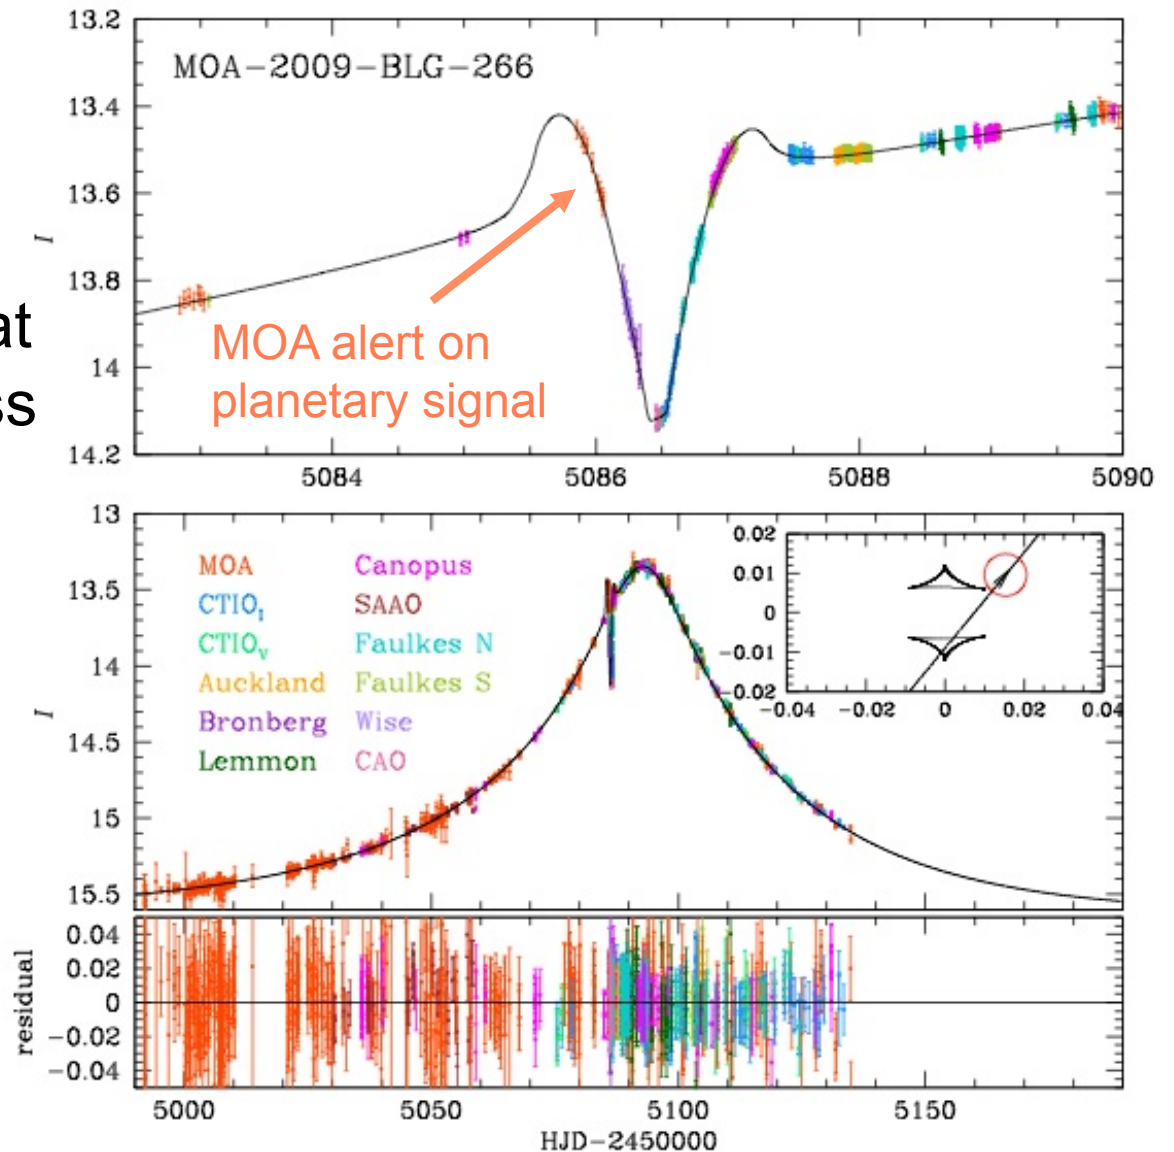 13.2
MOA-2009-BLG-266
13.4
13.6
I
13.8
at
MOA alert on
14
ss
planetary signal
14.2
5084 5086 5088 5090
13
0.02
MOA Canopus
0.01
13.5
CTIO_I SAAO
0
CTIO_V Faulkes N
-0.01
14
Auckland Faulkes S
-0.02
-0.04 -0.02 0 0.02 0.04
I
Bronberg Wise
14.5
Lemmon CAO
15
15.5
0.04
0.02
residual
0
-0.02
-0.04
5000 5050 5100 5150
HJD-2450000